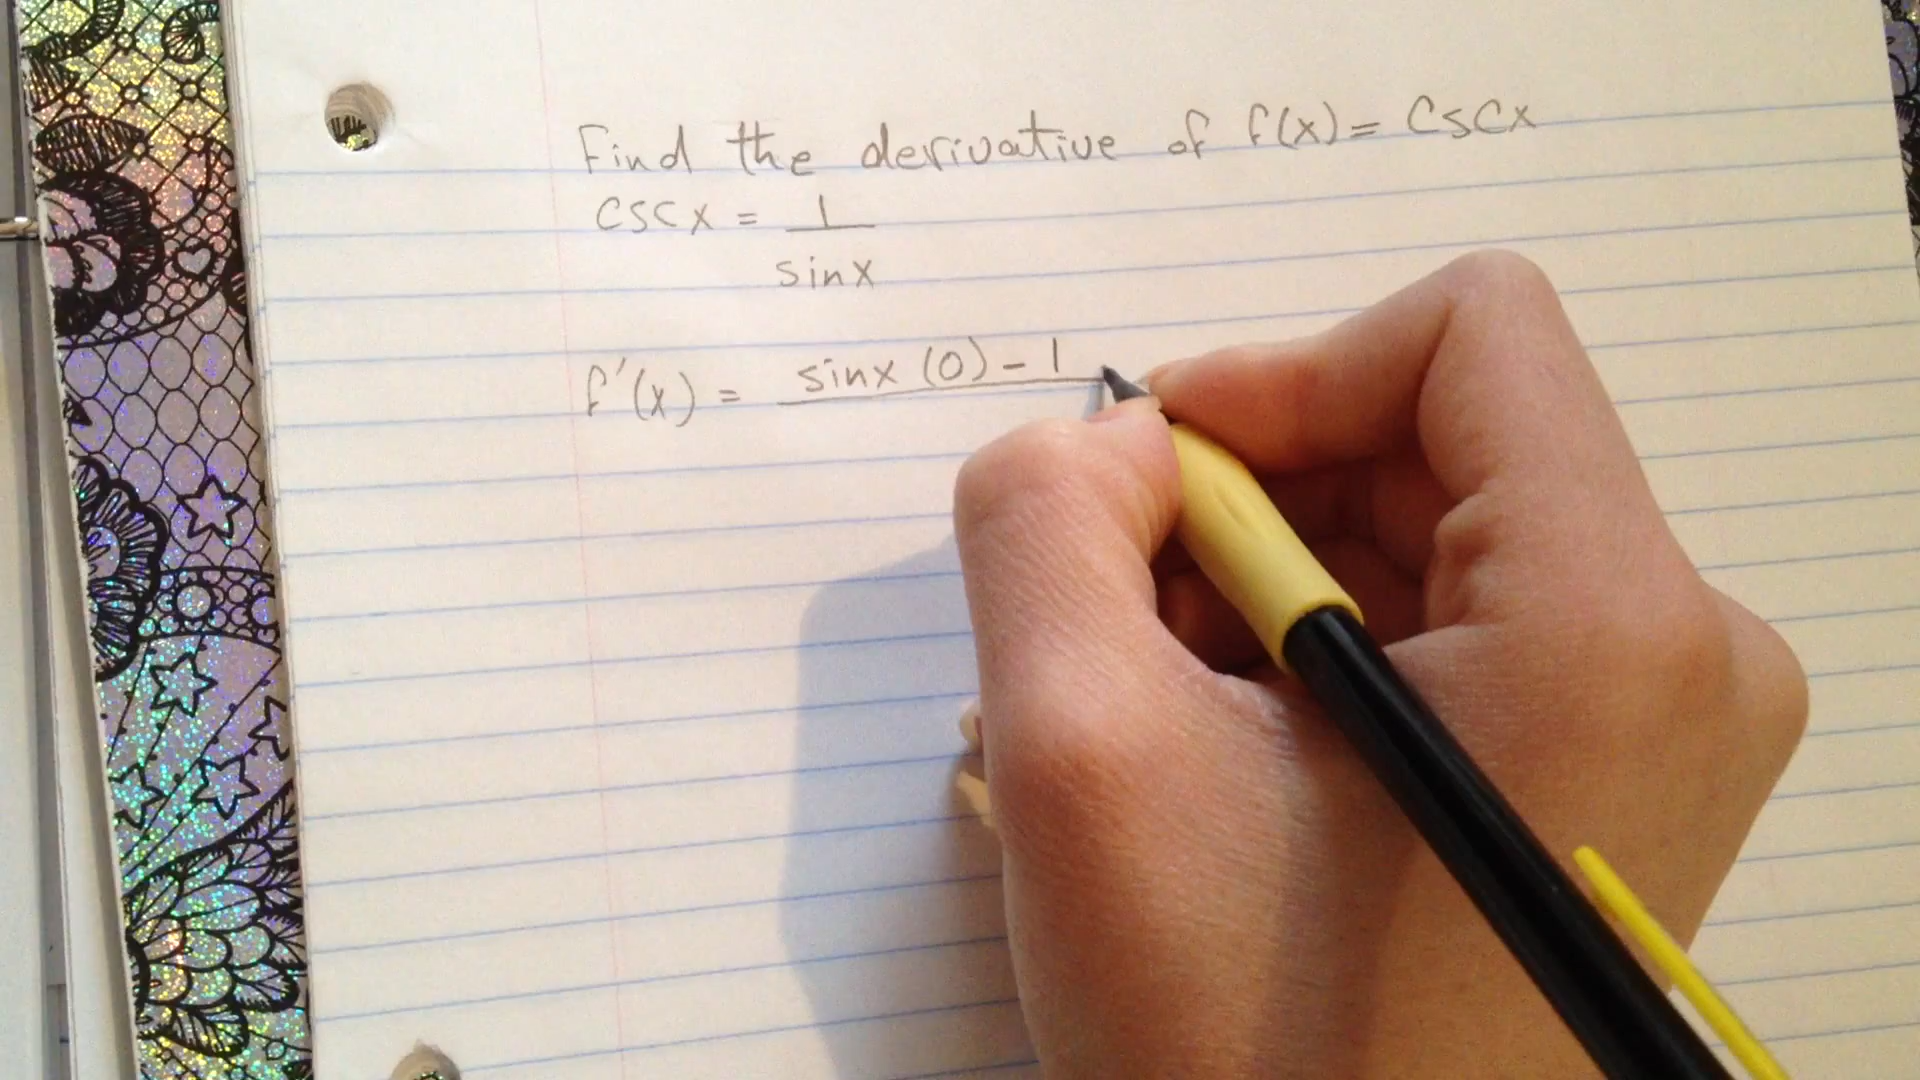 Find the derivative of f(x) = cscx
cscx = 1
sinx
f'(x) = sinx (0) - 1